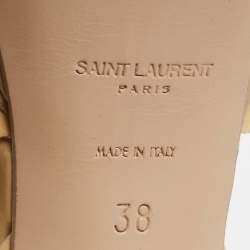 SAINT LAURENT
PARIS
MADE IN ITALY
38